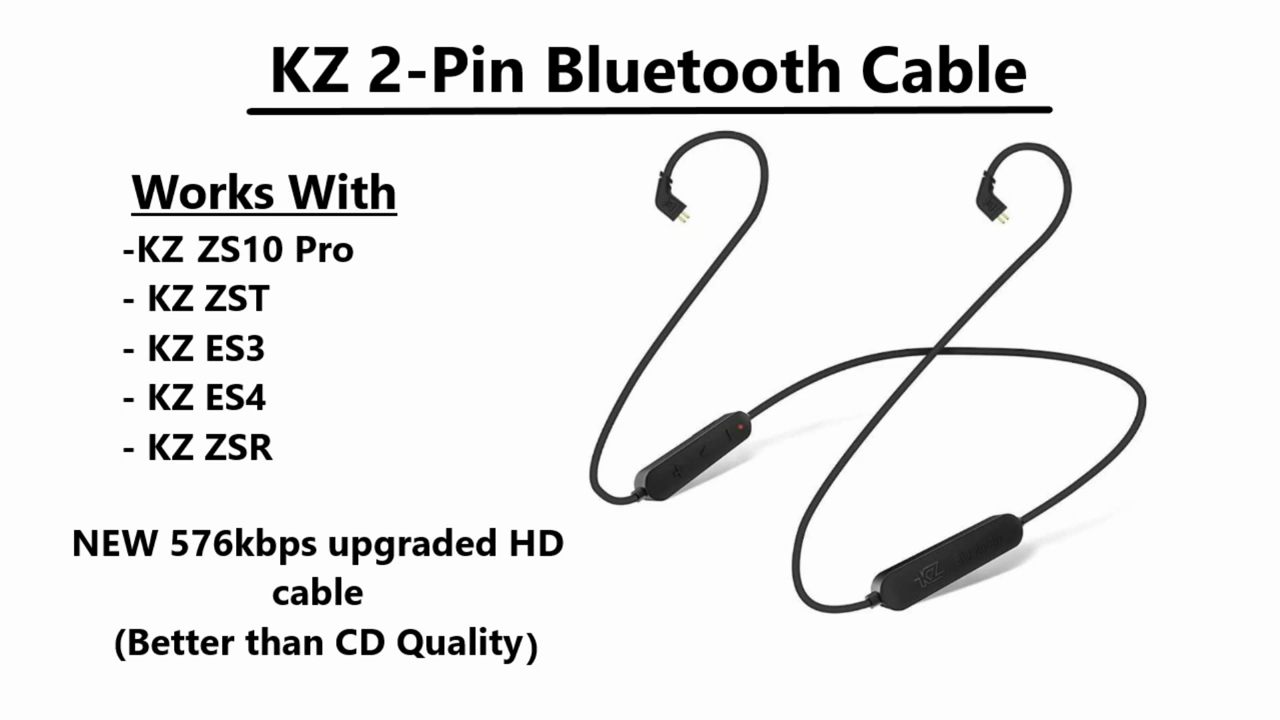 KZ 2-Pin Bluetooth Cable
Works With
-KZ ZS10 Pro
- KZ ZST
- KZ ES3
- KZ ES4
- KZ ZSR
NEW 576kbps upgraded HD
cable
(Better than CD Quality)
KZ